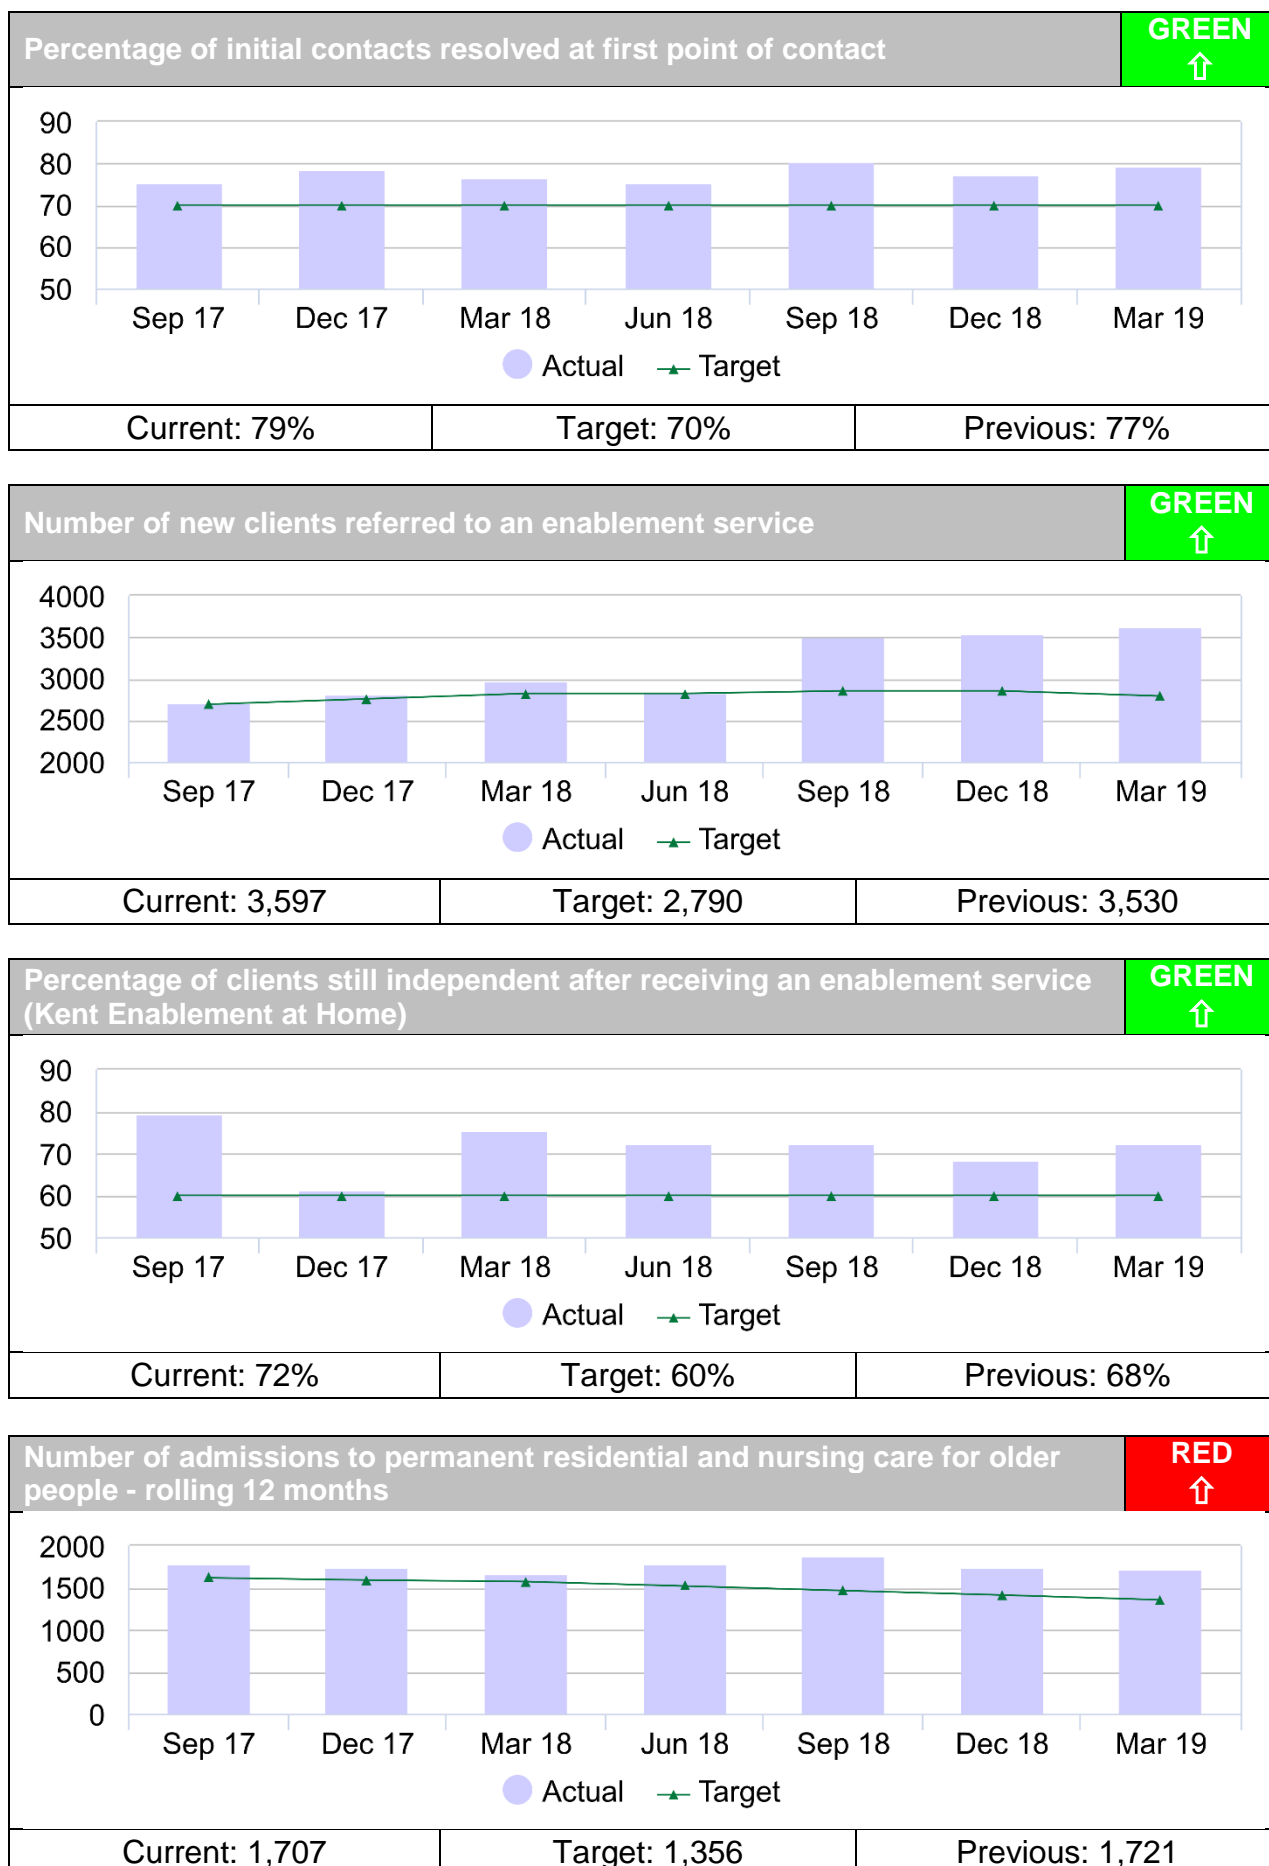 Percentage of initial contacts resolved at first point of contact
GREEN
⇧
90
80
70
60
50
Sep 17 Dec 17 Mar 18 Jun 18 Sep 18 Dec 18 Mar 19
Actual Target
Current: 79% Target: 70% Previous: 77%
Number of new clients referred to an enablement service
GREEN
⇧
4000
3500
3000
2500
2000
Sep 17 Dec 17 Mar 18 Jun 18 Sep 18 Dec 18 Mar 19
Actual Target
Current: 3,597 Target: 2,790 Previous: 3,530
Percentage of clients still independent after receiving an enablement service
(Kent Enablement at Home)
GREEN
⇧
90
80
70
60
50
Sep 17 Dec 17 Mar 18 Jun 18 Sep 18 Dec 18 Mar 19
Actual Target
Current: 72% Target: 60% Previous: 68%
Number of admissions to permanent residential and nursing care for older
people - rolling 12 months
RED
⇧
2000
1500
1000
500
0
Sep 17 Dec 17 Mar 18 Jun 18 Sep 18 Dec 18 Mar 19
Actual Target
Current: 1,707 Target: 1,356 Previous: 1,721